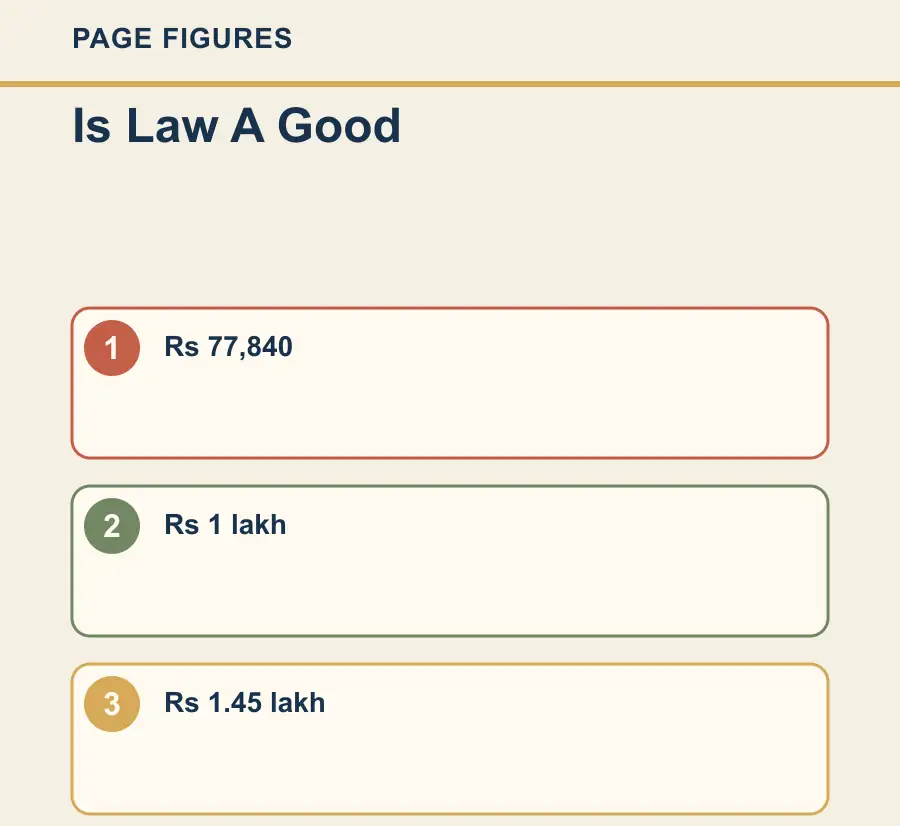 PAGE FIGURES
Is Law A Good
1
Rs 77,840
2
Rs 1 lakh
3
Rs 1.45 lakh